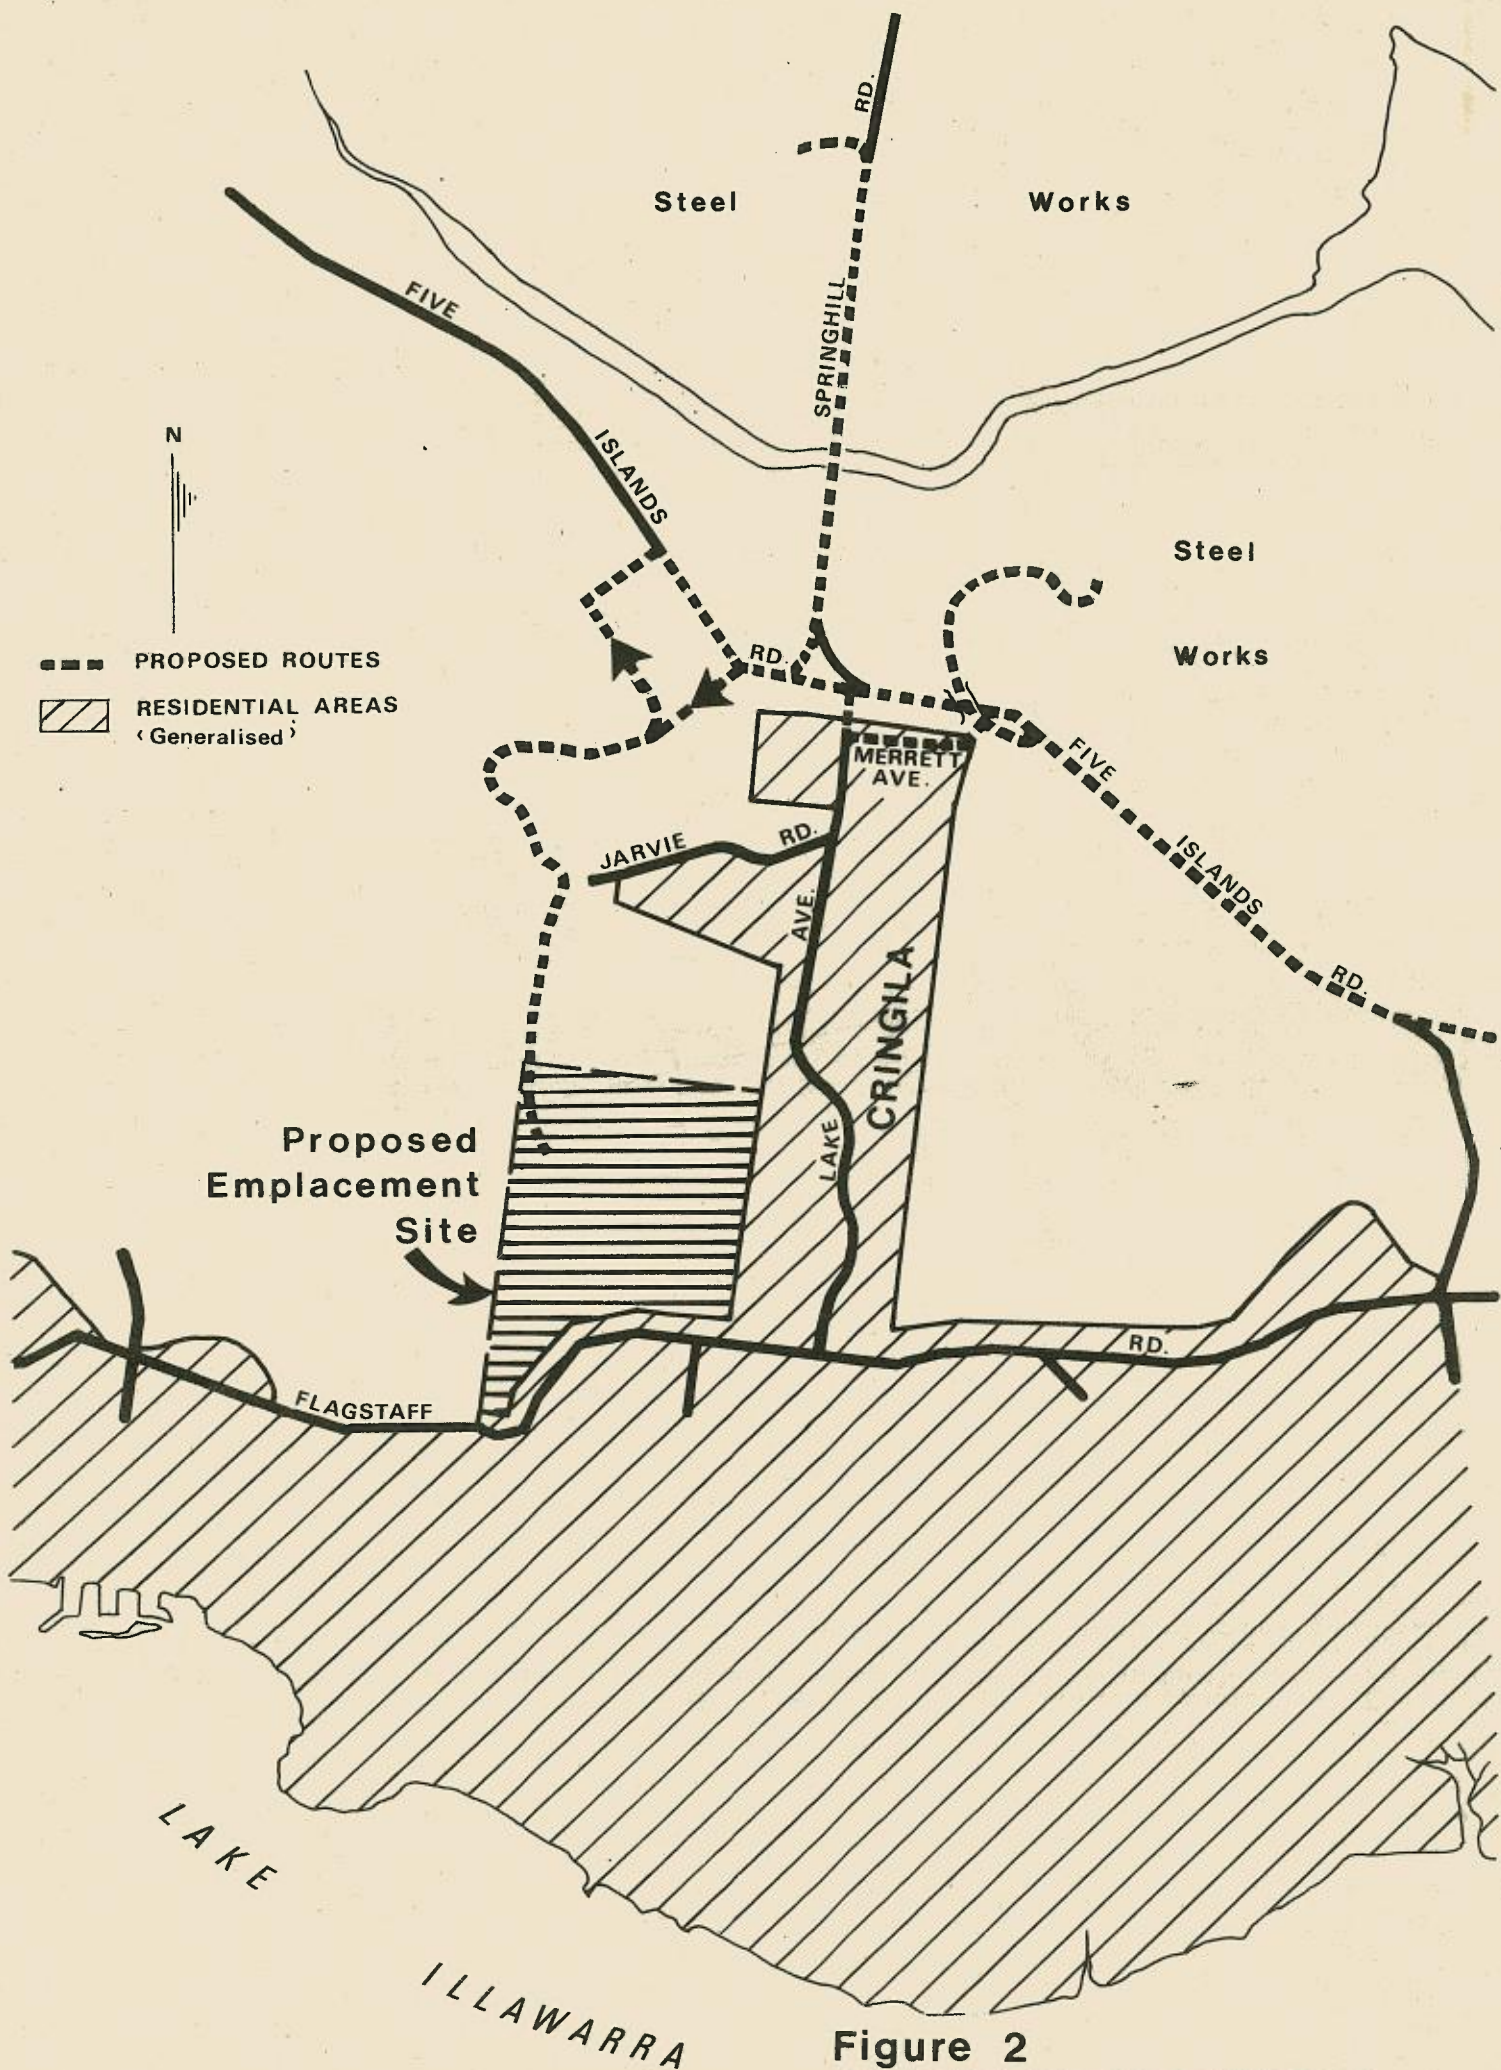 RD.
Steel Works
SPRINGHILL
FIVE
ISLANDS
N
Steel
Works
RD.
PROPOSED ROUTES
RESIDENTIAL AREAS
(Generalised)
MERRETT
AVE.
FIVE
ISLANDS
RD.
JARVIE RD.
AVE.
CRINGILA
LAKE
Proposed
Emplacement
Site
RD.
FLAGSTAFF
LAKE
ILLAWARRA
Figure 2